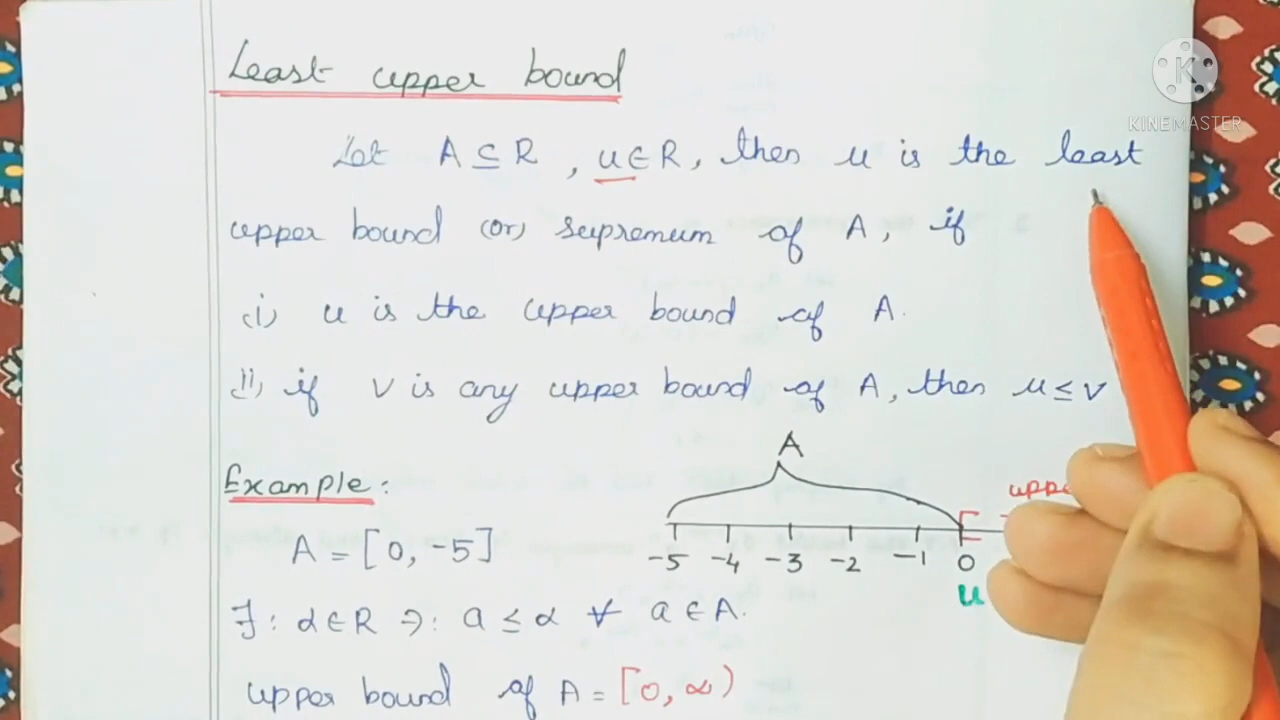 Least upper bound
Let A ⊆ R , u ∈ R, then u is the least
upper bound (or) supremum of A, if
(i) u is the upper bound of A.
(ii) if v is any upper bound of A, then u ≤ v
Example:
A
A = [0, -5]
-5 -4 -3 -2 -1 0
u
∃ : α ∈ R ∋: a ≤ α ∀ a ∈ A.
upper bound of A = [0, ∞)
K
KINEMASTER